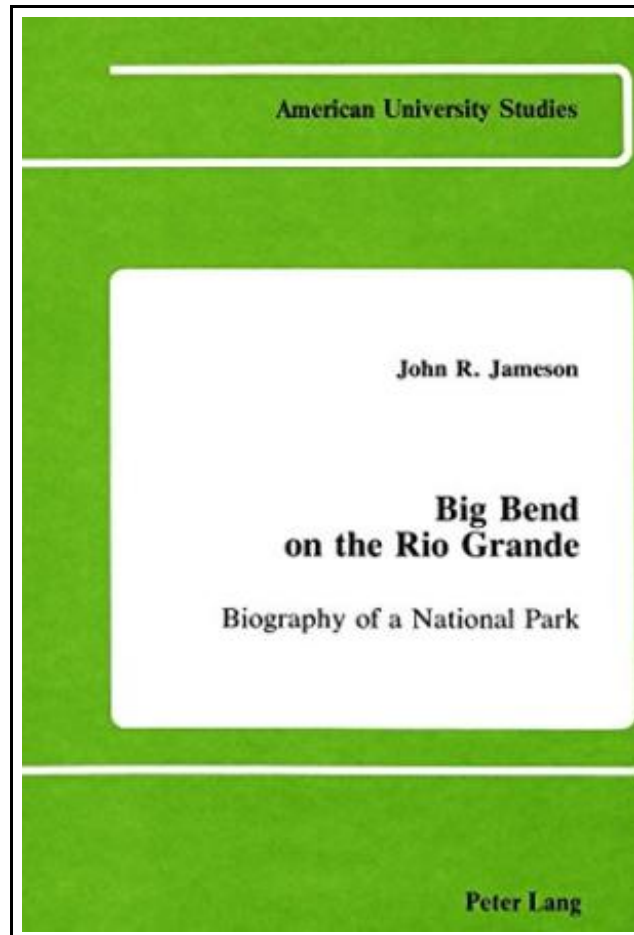 American University Studies
John R. Jameson
Big Bend
on the Rio Grande
Biography of a National Park
Peter Lang